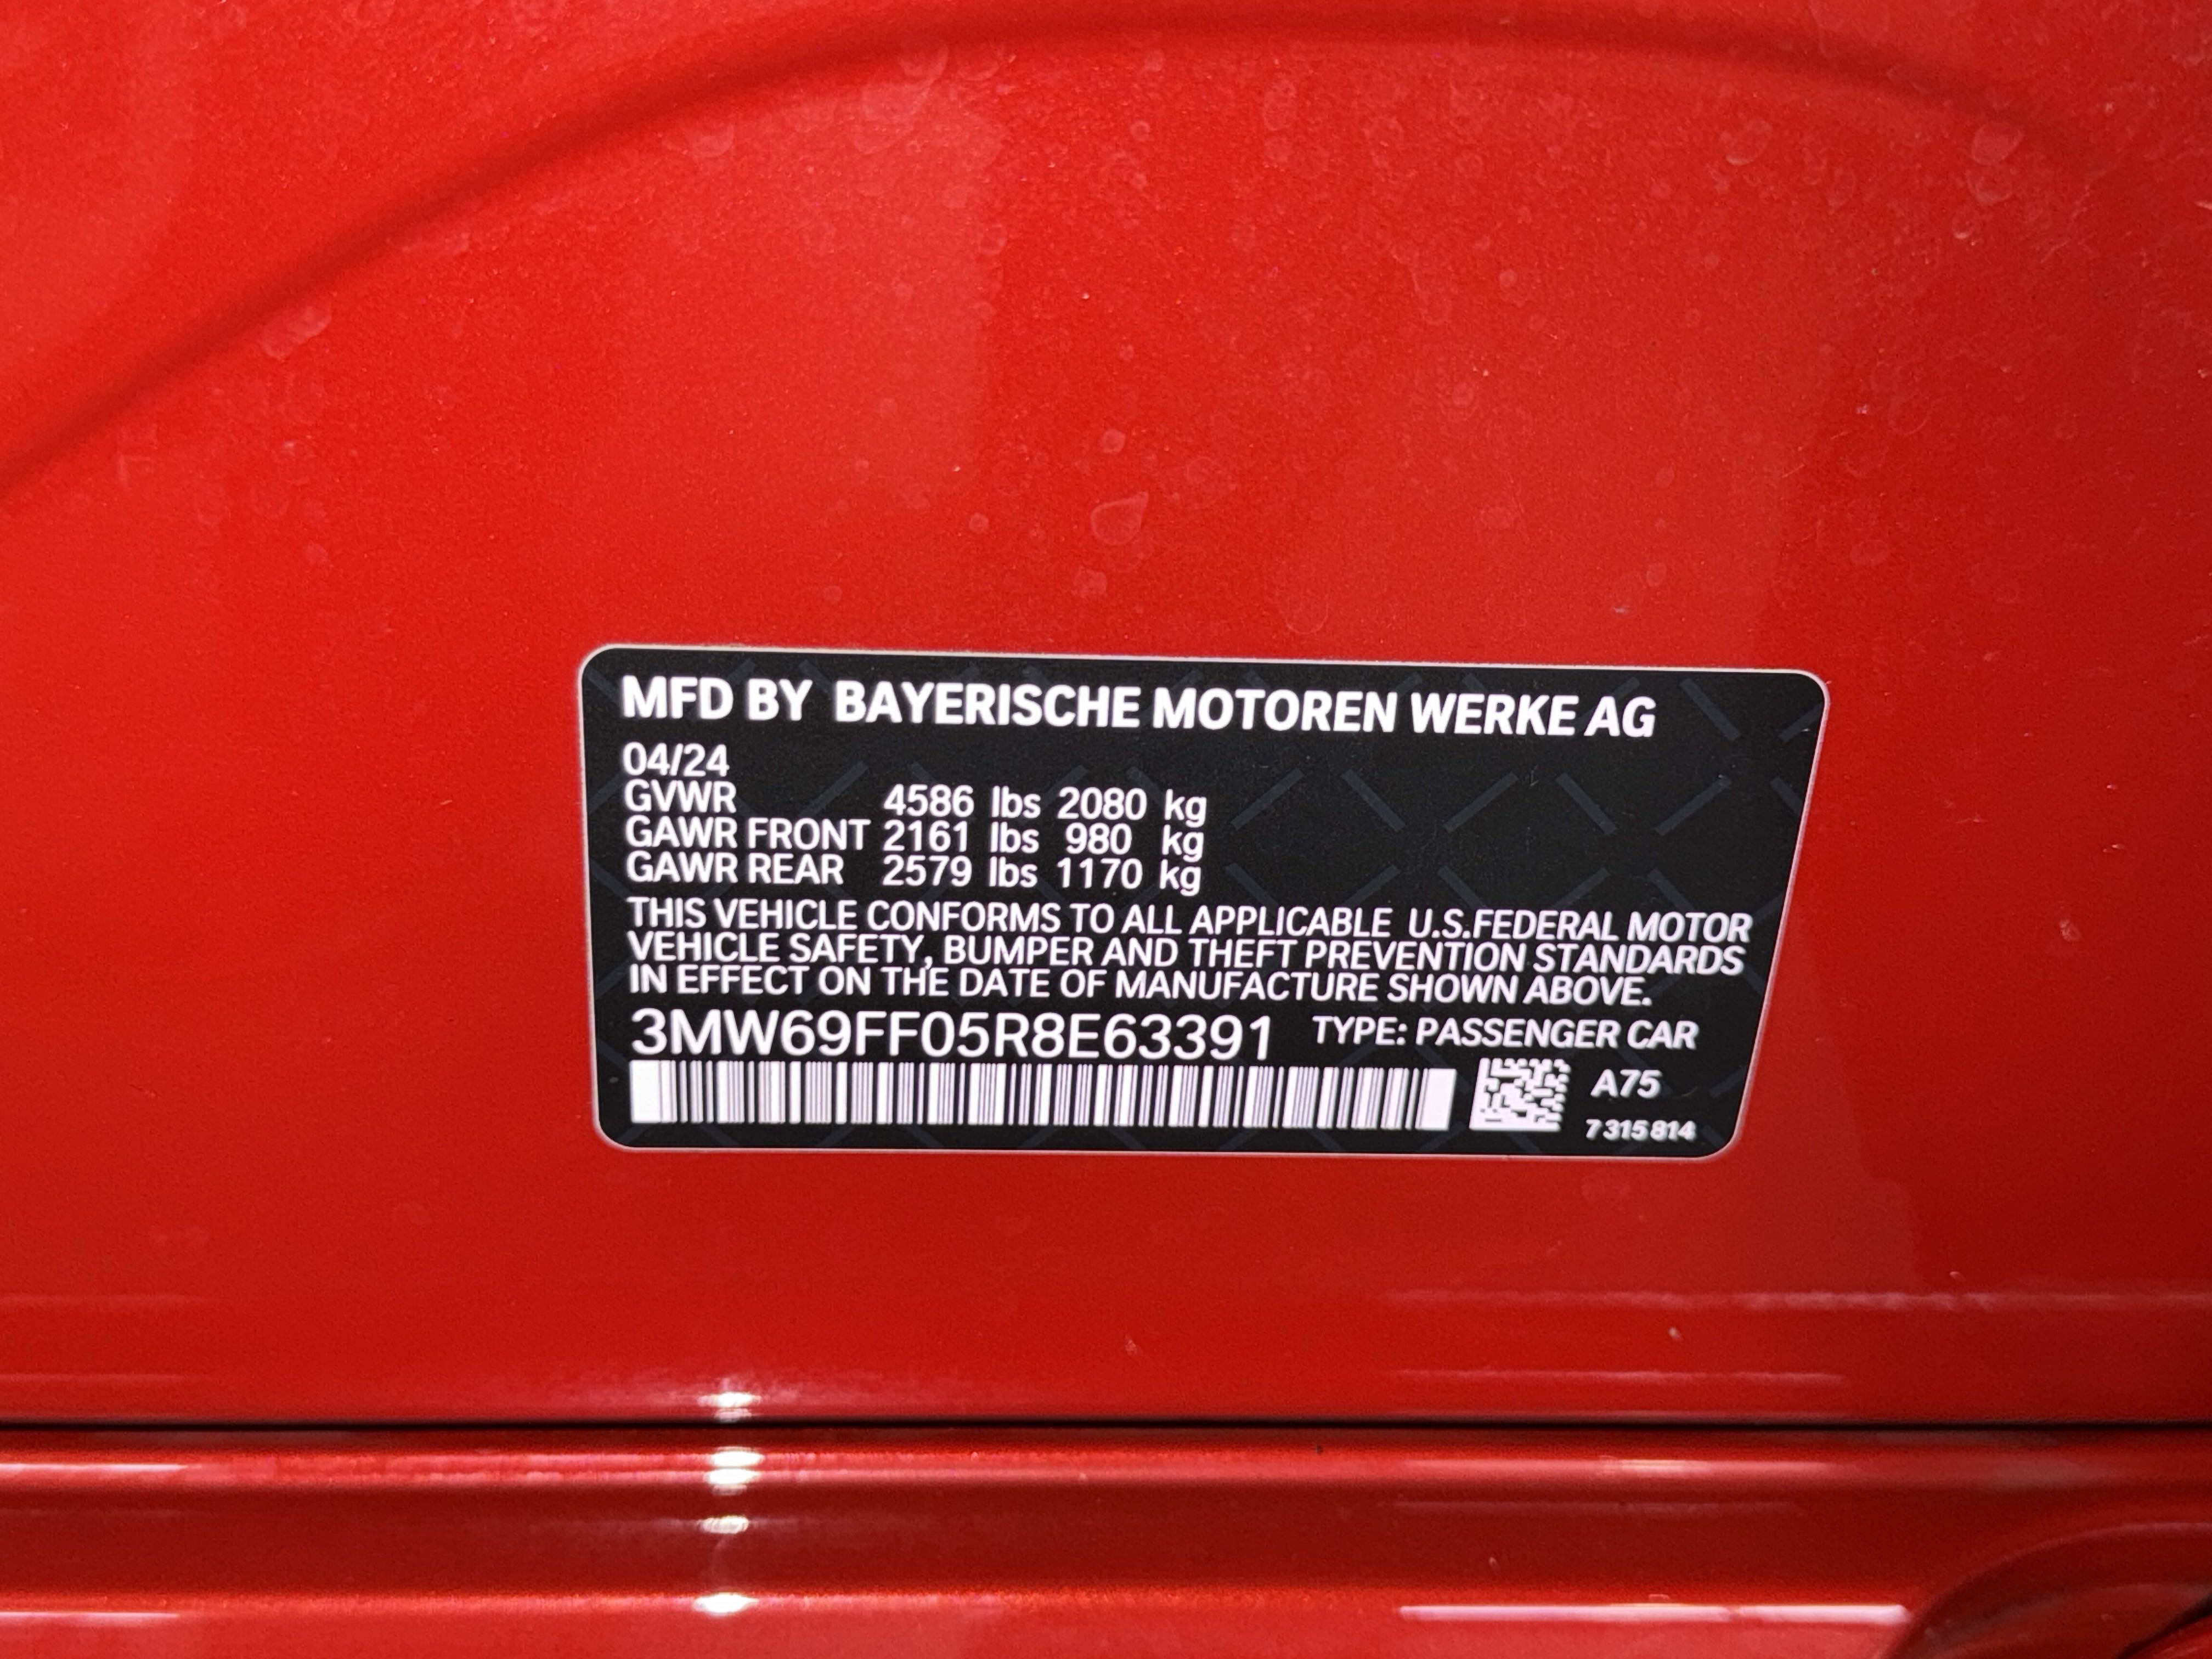 MFD BY BAYERISCHE MOTOREN WERKE AG
04/24
GVWR 4586 lbs 2080 kg
GAWR FRONT 2161 lbs 980 kg
GAWR REAR 2579 lbs 1170 kg
THIS VEHICLE CONFORMS TO ALL APPLICABLE U.S.FEDERAL MOTOR
VEHICLE SAFETY, BUMPER AND THEFT PREVENTION STANDARDS
IN EFFECT ON THE DATE OF MANUFACTURE SHOWN ABOVE.
3MW69FF05R8E63391 TYPE: PASSENGER CAR
A75
7 315 814